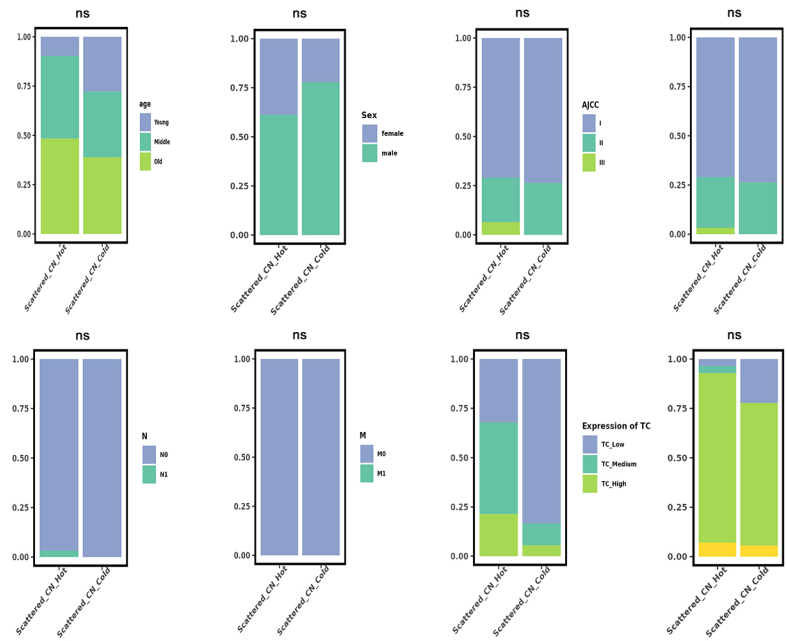 ns
1.00
0.75
0.50
0.25
0.00
Scattered_CN_Hot
Scattered_CN_Cold
age
Young
Middle
Old
ns
1.00
0.75
0.50
0.25
0.00
Scattered_CN_Hot
Scattered_CN_Cold
Sex
female
male
ns
1.00
0.75
0.50
0.25
0.00
Scattered_CN_Hot
Scattered_CN_Cold
AJCC
I
II
III
ns
1.00
0.75
0.50
0.25
0.00
Scattered_CN_Hot
Scattered_CN_Cold
ns
1.00
0.75
0.50
0.25
0.00
Scattered_CN_Hot
Scattered_CN_Cold
N
N0
N1
ns
1.00
0.75
0.50
0.25
0.00
Scattered_CN_Hot
Scattered_CN_Cold
M
M0
M1
ns
1.00
0.75
0.50
0.25
0.00
Scattered_CN_Hot
Scattered_CN_Cold
Expression of TC
TC_Low
TC_Medium
TC_High
ns
1.00
0.75
0.50
0.25
0.00
Scattered_CN_Hot
Scattered_CN_Cold